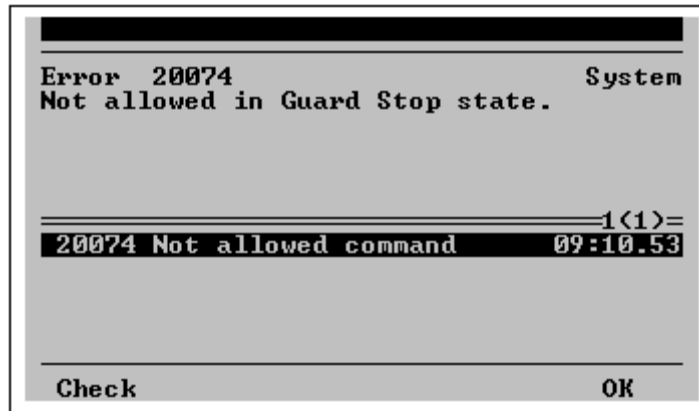 Error 20074 System
Not allowed in Guard Stop state.
1(1)
20074 Not allowed command 09:10.53
Check OK